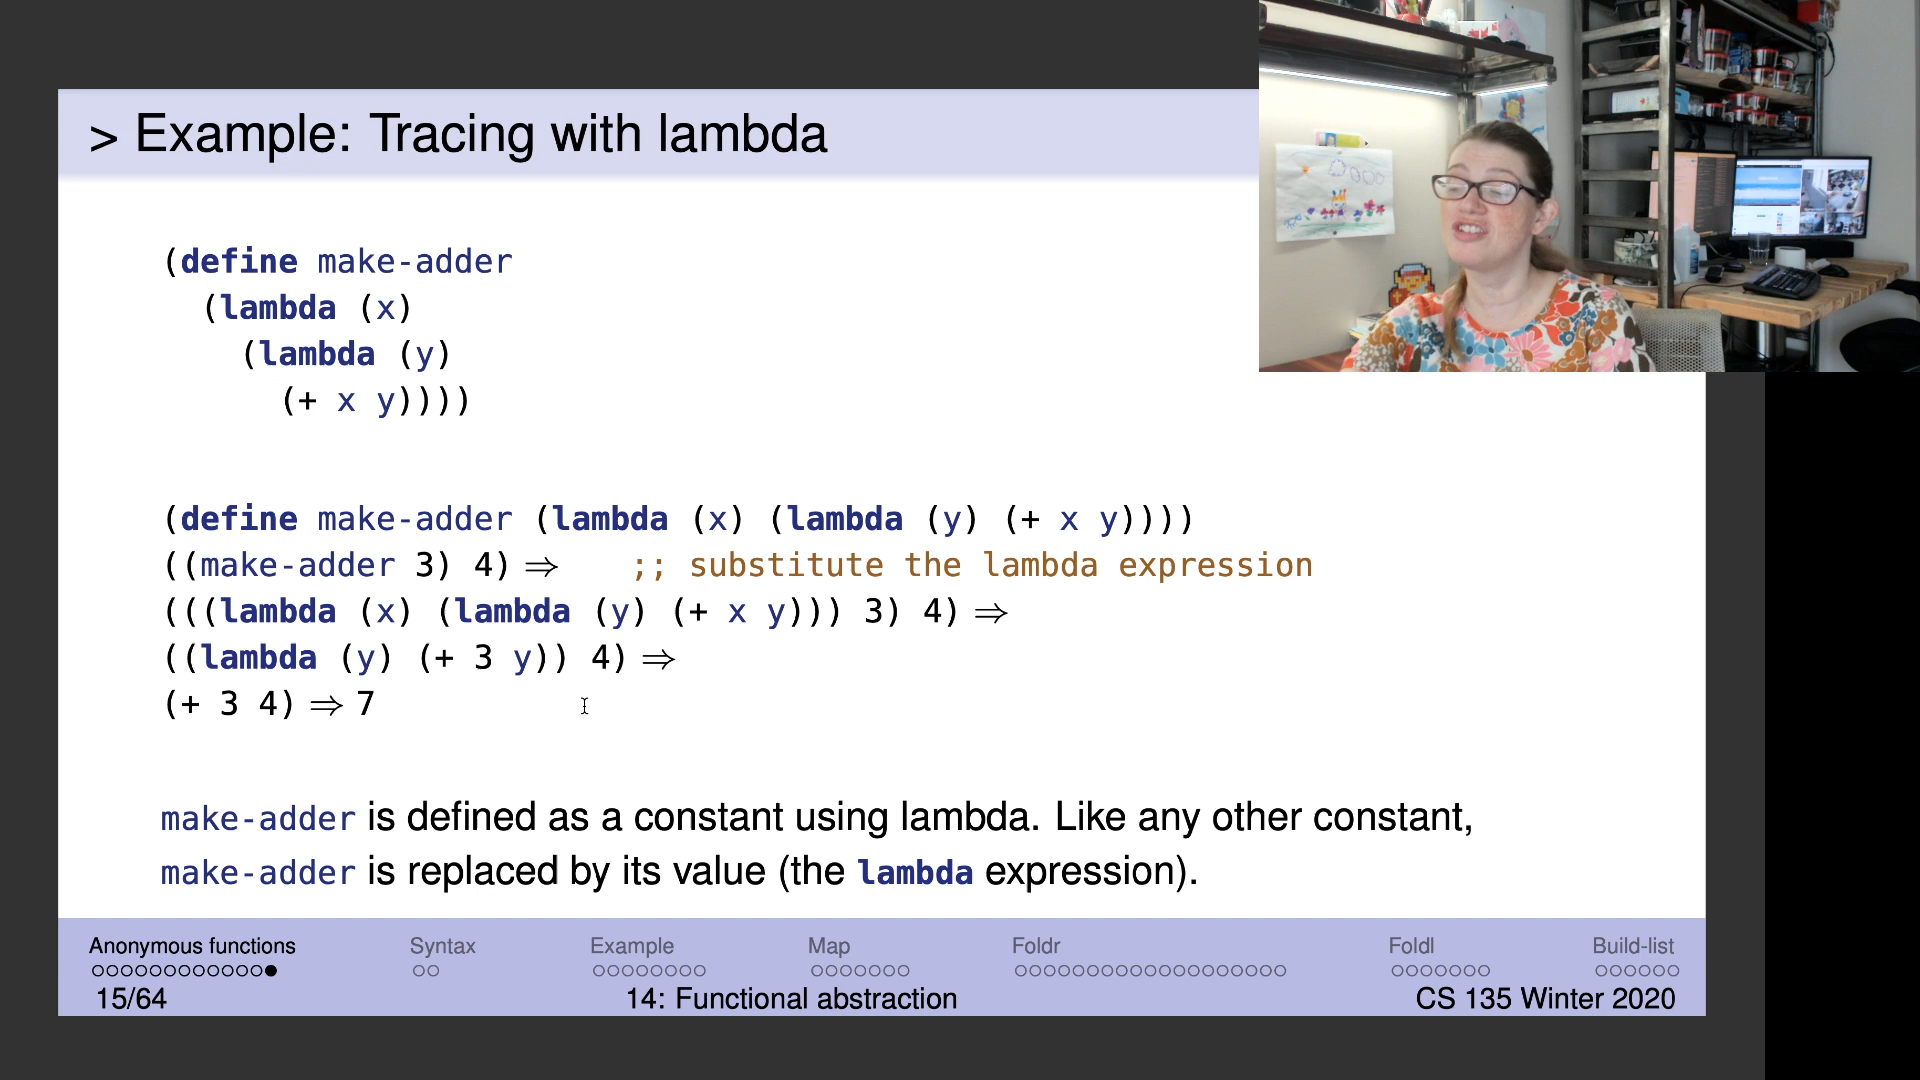 > Example: Tracing with lambda
(define make-adder
(lambda (x)
(lambda (y)
(+ x y))))
(define make-adder (lambda (x) (lambda (y) (+ x y))))
((make-adder 3) 4) ⇒ ;; substitute the lambda expression
(((lambda (x) (lambda (y) (+ x y))) 3) 4) ⇒
((lambda (y) (+ 3 y)) 4) ⇒
(+ 3 4) ⇒ 7
make-adder is defined as a constant using lambda. Like any other constant,
make-adder is replaced by its value (the lambda expression).
Anonymous functions Syntax Example Map Foldr Foldl Build-list
15/64 14: Functional abstraction CS 135 Winter 2020